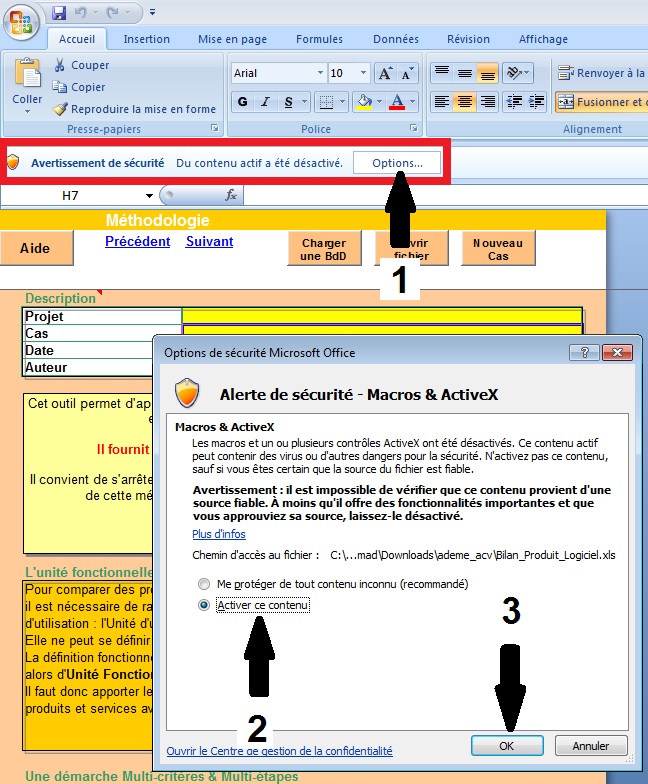 Accueil Insertion Mise en page Formules Données Révision Affichage
Coller
Couper
Copier
Reproduire la mise en forme
Presse-papiers
Arial 10
G I S
Police
Renvoyer à la
Fusionner et
Alignement
Avertissement de sécurité Du contenu actif a été désactivé. Options...
H7 fx
1
Méthodologie
Aide
Précédent Suivant
Charger
une BdD
fichier
Nouveau
Cas
Description
Projet
Cas
Date
Auteur
Cet outil permet d'ap
Il fournit
Il convient de s'arrête
de cette mé
L'unité fonctionnelle
Pour comparer des pro
il est nécessaire de ra
d'utilisation : l'Unité d'u
Elle ne peut se définir
La définition fonctionne
alors d'Unité Fonction
Il faut donc apporter le
produits et services av
Une démarche Multi-critères & Multi-étapes
Options de sécurité Microsoft Office
Alerte de sécurité - Macros & ActiveX
Macros & ActiveX
Les macros et un ou plusieurs contrôles ActiveX ont été désactivés. Ce contenu actif
peut contenir des virus ou d'autres dangers pour la sécurité. N'activez pas ce contenu,
sauf si vous êtes certain que la source du fichier est fiable.
Avertissement : il est impossible de vérifier que ce contenu provient d'une
source fiable. À moins qu'il offre des fonctionnalités importantes et que
vous approuviez sa source, laissez-le désactivé.
Plus d'infos
Chemin d'accès au fichier : C:\...mad\Downloads\ademe_acv\Bilan_Produit_Logiciel.xls
Me protéger de tout contenu inconnu (recommandé)
Activer ce contenu
2
3
Ouvrir le Centre de gestion de la confidentialité
OK
Annuler